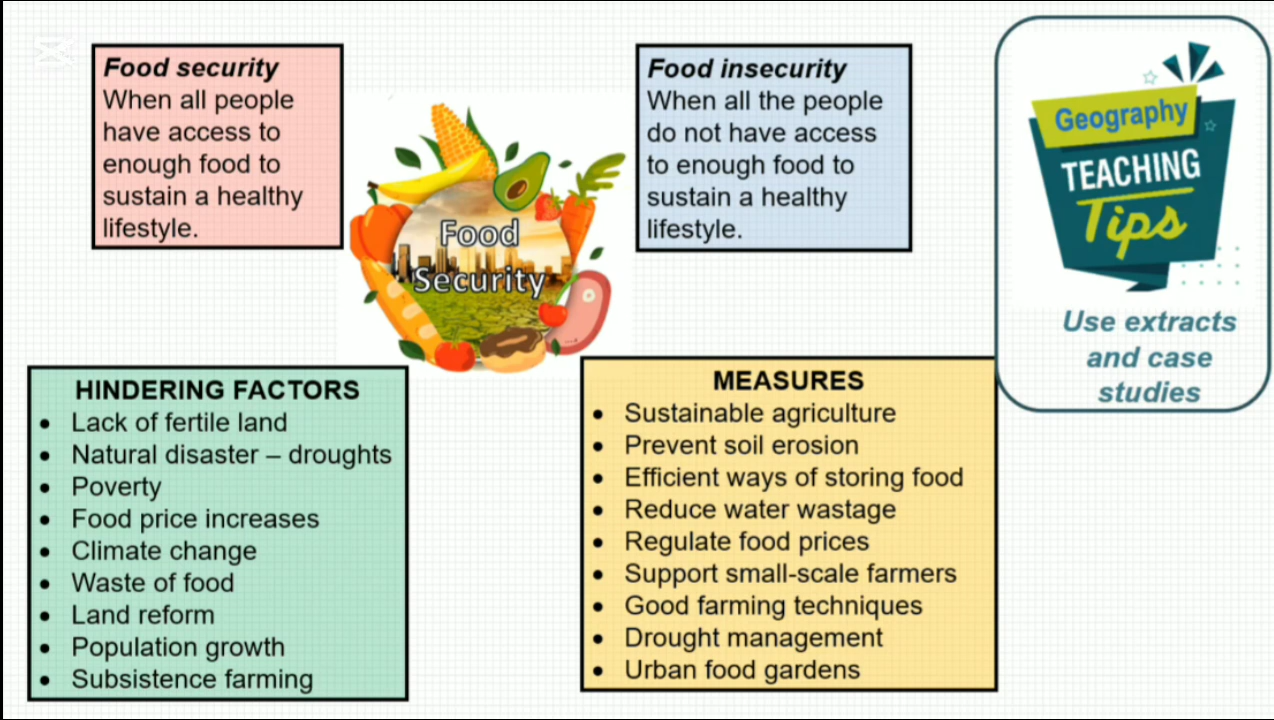 Food security
When all people
have access to
enough food to
sustain a healthy
lifestyle.
Food
Security
Food insecurity
When all the people
do not have access
to enough food to
sustain a healthy
lifestyle.
Geography
TEACHING
Tips
Use extracts
and case
studies
HINDERING FACTORS
• Lack of fertile land
• Natural disaster – droughts
• Poverty
• Food price increases
• Climate change
• Waste of food
• Land reform
• Population growth
• Subsistence farming
MEASURES
• Sustainable agriculture
• Prevent soil erosion
• Efficient ways of storing food
• Reduce water wastage
• Regulate food prices
• Support small-scale farmers
• Good farming techniques
• Drought management
• Urban food gardens